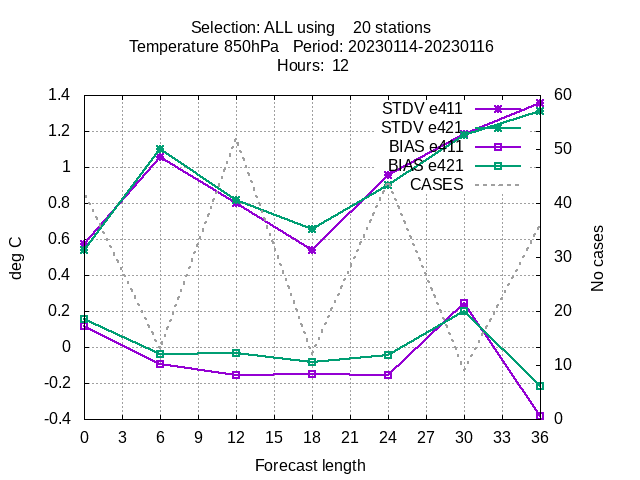 Selection: ALL using    20 stations
Temperature 850hPa   Period: 20230114-20230116
Hours:  12
1.4
1.2
1
0.8
0.6
0.4
0.2
0
-0.2
-0.4
deg C
STDV e411
STDV e421
BIAS e411
BIAS e421
CASES
60
50
40
30
20
10
0
No cases
0 3 6 9 12 15 18 21 24 27 30 33 36
Forecast length